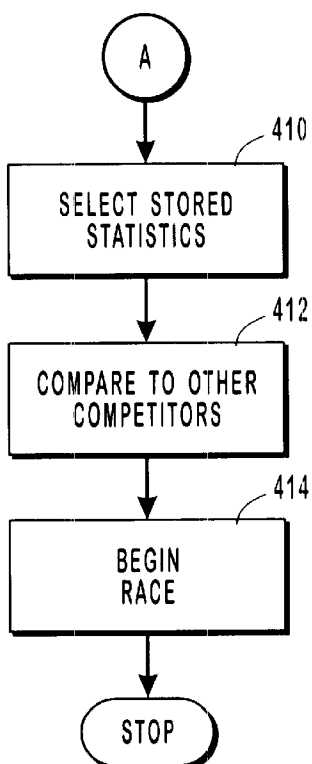 A
410
SELECT STORED
STATISTICS
412
COMPARE TO OTHER
COMPETITORS
414
BEGIN
RACE
STOP